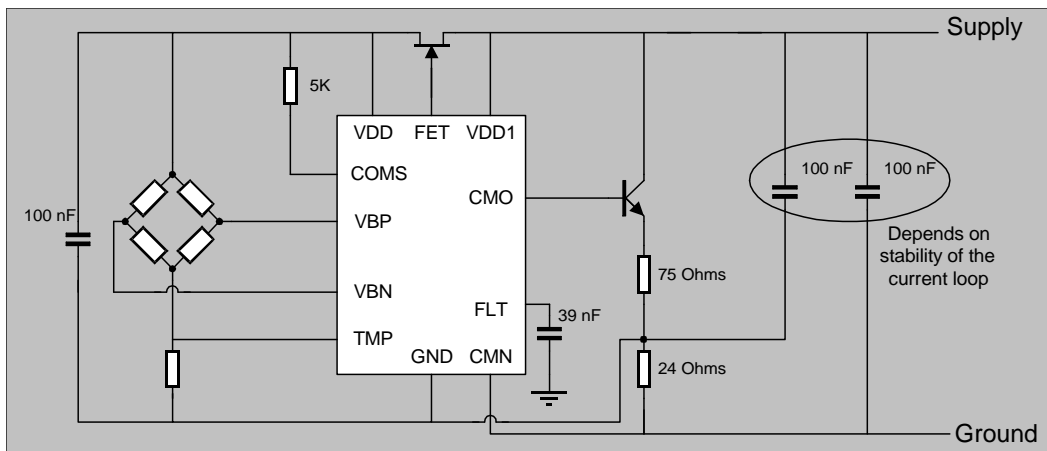 Supply
5K
VDD FET VDD1
COMS
CMO
100 nF 100 nF
100 nF
VBP
Depends on
stability of the
current loop
75 Ohms
VBN
FLT
39 nF
TMP
GND CMN
24 Ohms
Ground